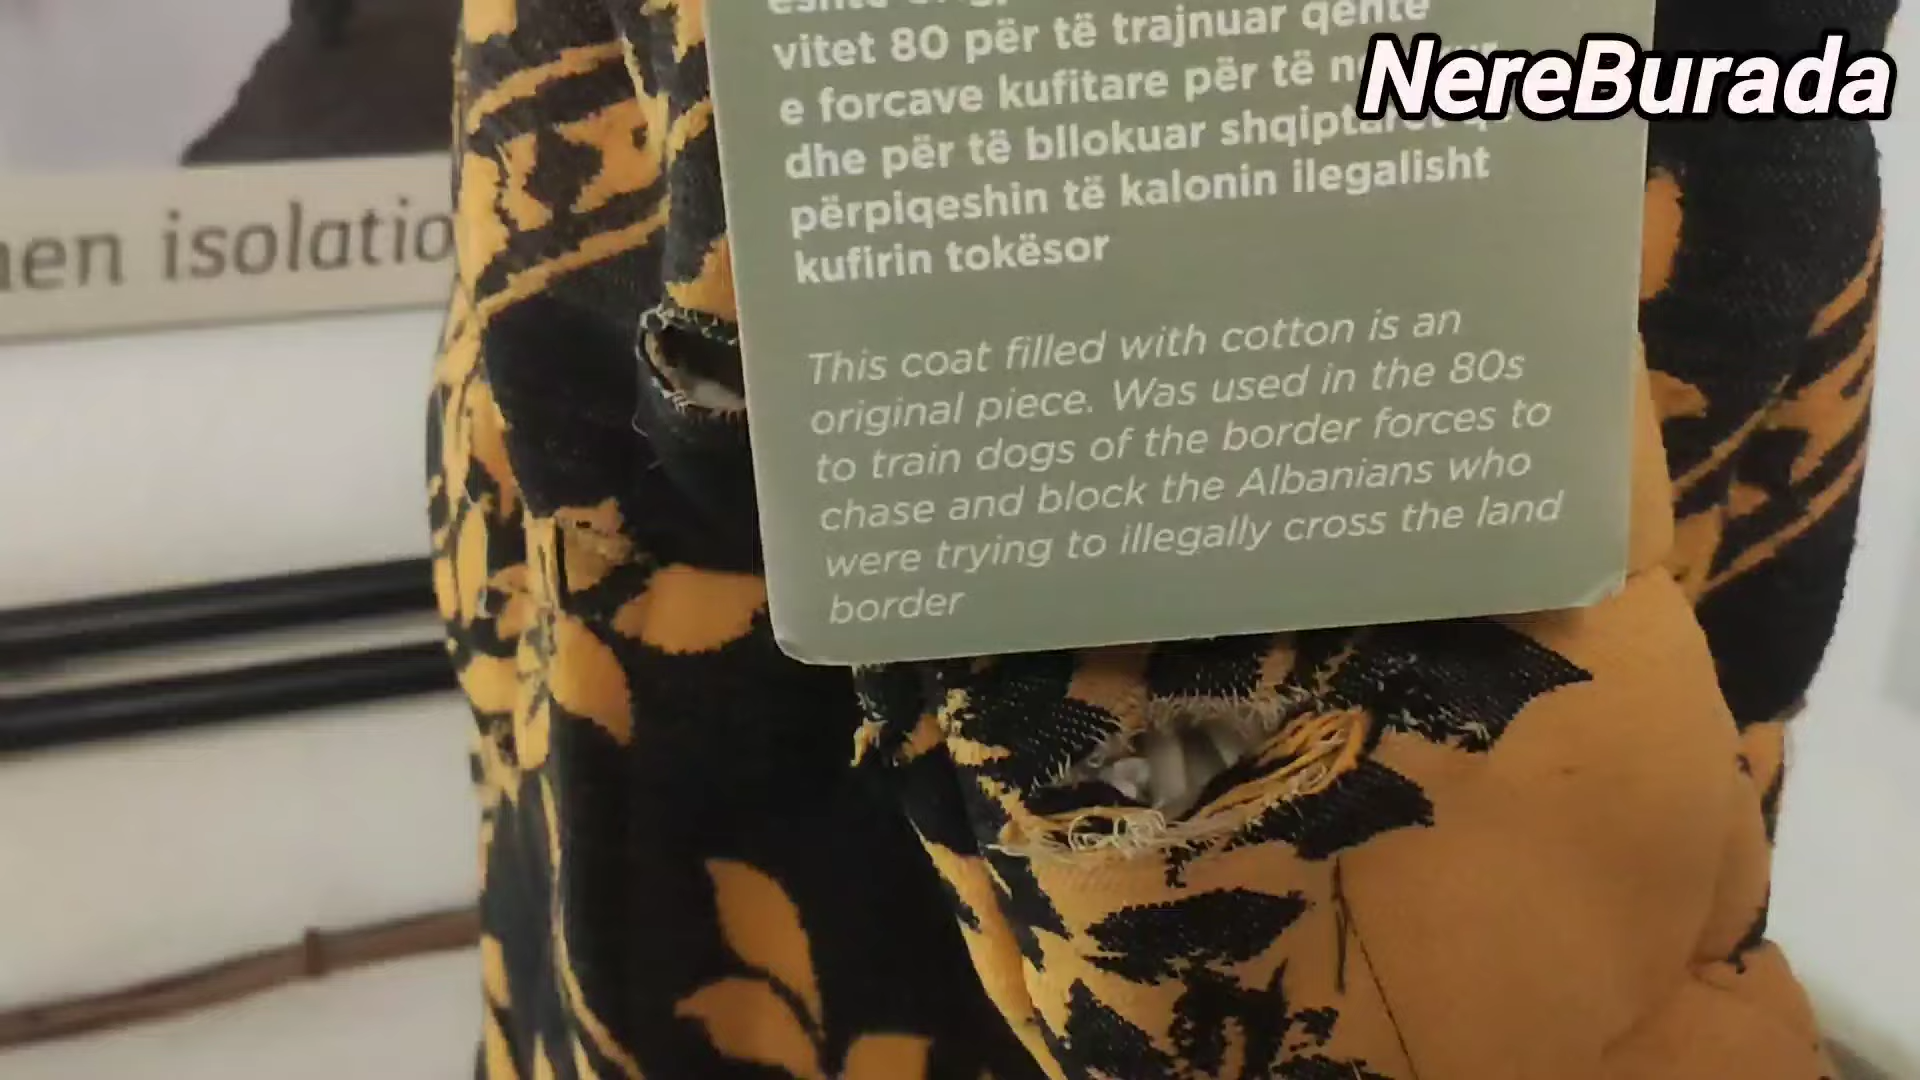 vitet 80 për të trajnuar qentë
e forcave kufitare për të
dhe për të bllokuar shqiptarët
përpiqeshin të kalonin ilegalisht
kufirin tokësor
This coat filled with cotton is an
original piece. Was used in the 80s
to train dogs of the border forces to
chase and block the Albanians who
were trying to illegally cross the land
border
NereBurada